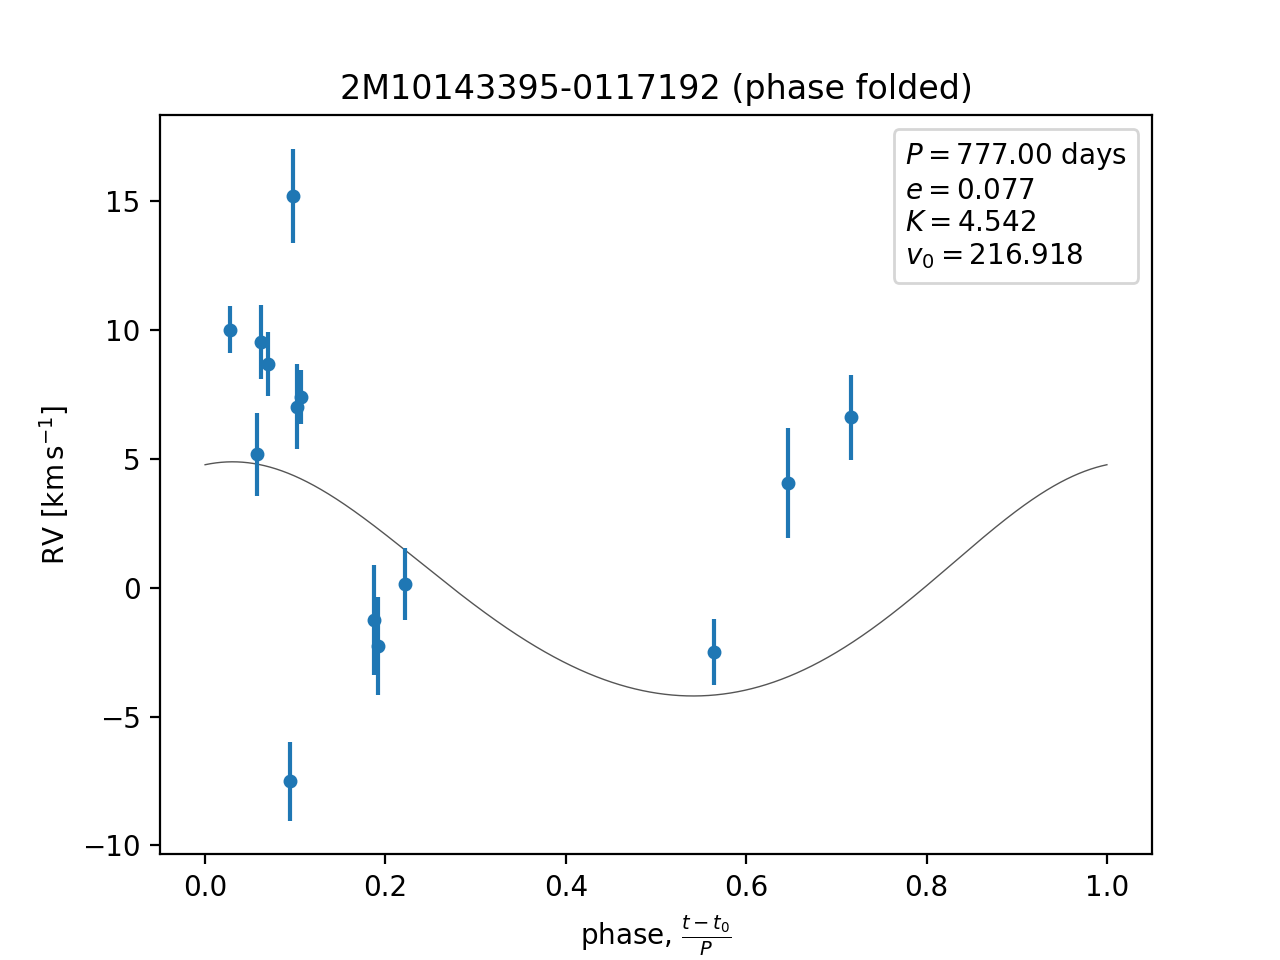 2M10143395-0117192 (phase folded)
P = 777.00 days
e = 0.077
K = 4.542
v₀ = 216.918
RV [km s⁻¹]
15
10
5
0
−5
−10
0.0 0.2 0.4 0.6 0.8 1.0
phase, (t − t₀)/P